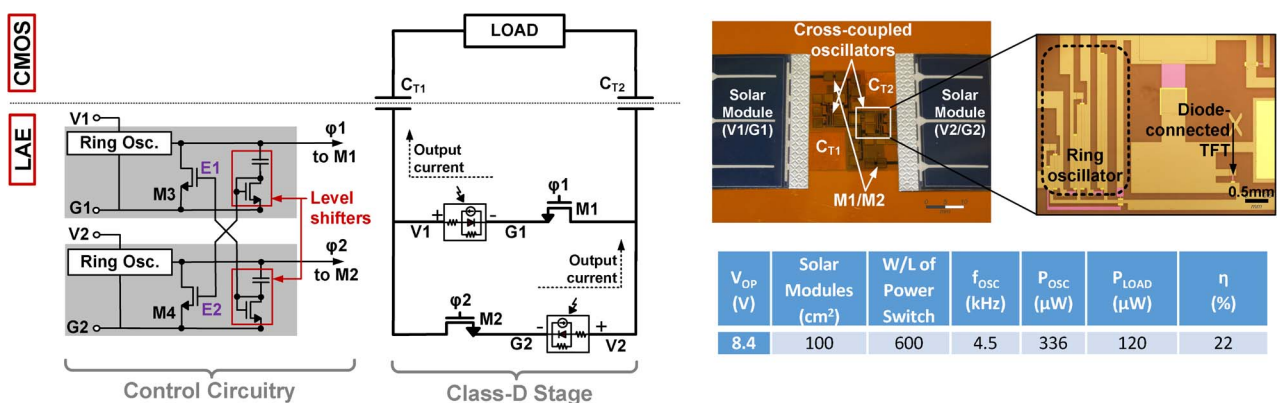 CMOS
LAE
LOAD
C_T1
C_T2
V1
Ring Osc.
φ1
to M1
E1
M3
G1
Level
shifters
V2
Ring Osc.
φ2
to M2
M4
E2
G2
Control Circuitry
Output
current
φ1
+
-
M1
V1
G1
Output
current
φ2
M2
-
+
G2
V2
Class-D Stage
Cross-coupled
oscillators
C_T2
Solar
Module
(V1/G1)
Solar
Module
(V2/G2)
C_T1
M1/M2
Ring
oscillator
Diode-
connected
TFT
0.5mm
V_OP (V) Solar Modules (cm²) W/L of Power Switch f_OSC (kHz) P_OSC (µW) P_LOAD (µW) η (%)
8.4 100 600 4.5 336 120 22